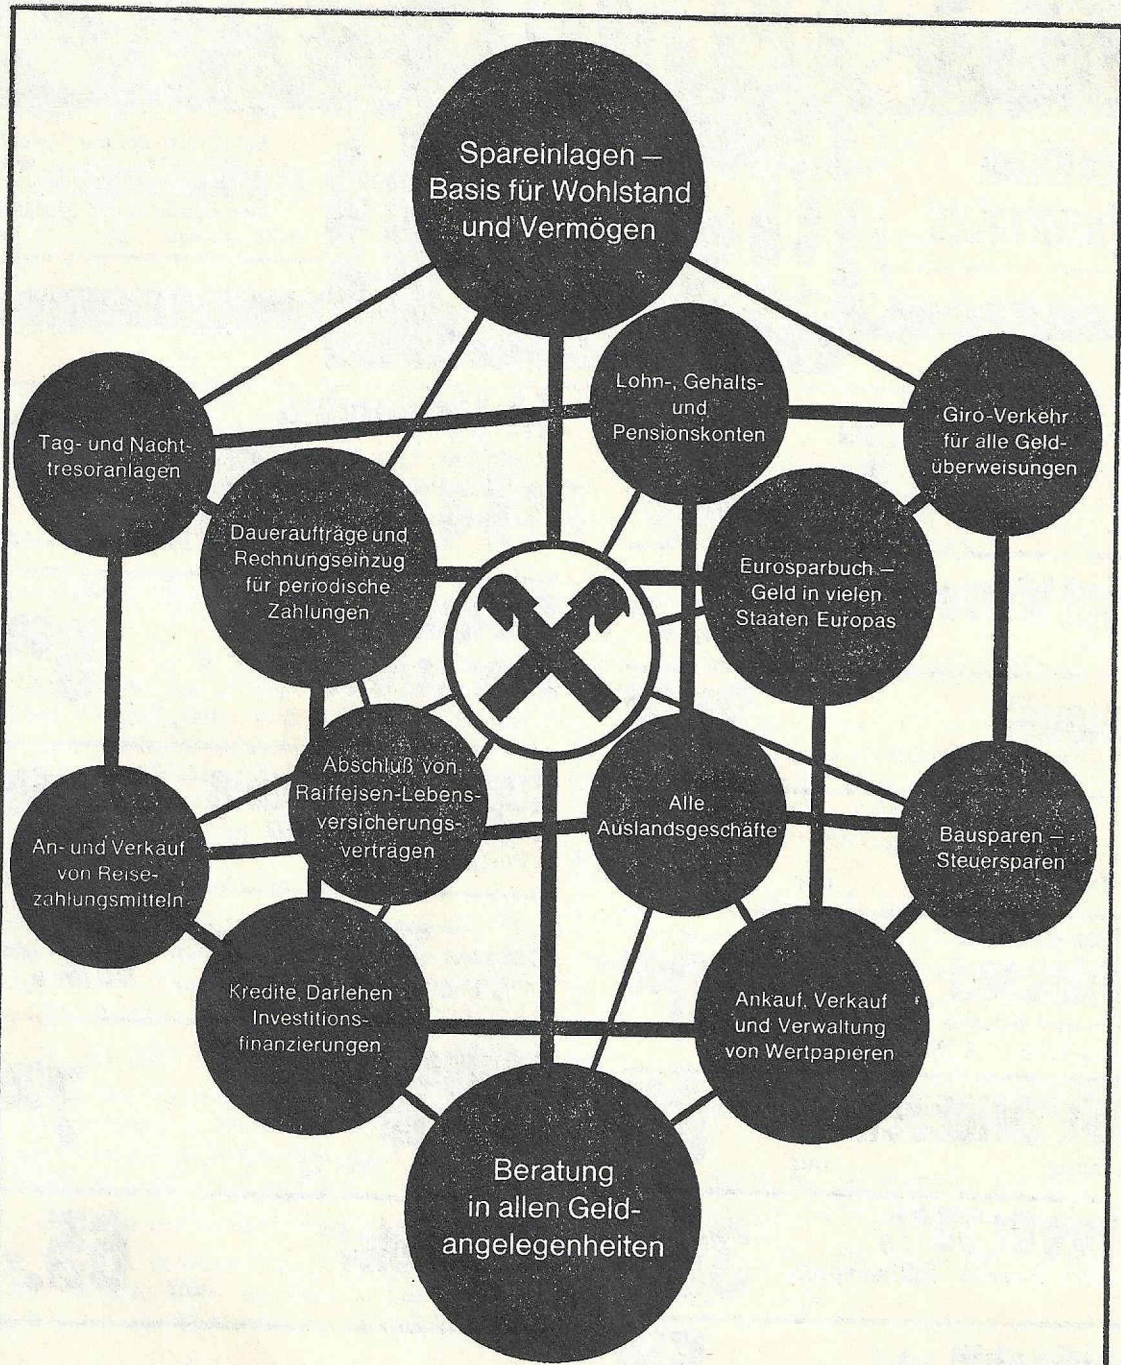 Spareinlagen –
Basis für Wohlstand
und Vermögen
Lohn-, Gehalts-
und
Pensionskonten
Giro-Verkehr
für alle Geld-
überweisungen
Tag- und Nacht-
tresoranlagen
Daueraufträge und
Rechnungseinzug
für periodische
Zahlungen
Eurosparbuch –
Geld in vielen
Staaten Europas
Abschluß von
Raiffeisen-Lebens-
versicherungs-
verträgen
Alle
Auslandsgeschäfte
Bausparen –
Steuersparen
An- und Verkauf
von Reise-
zahlungsmitteln
Kredite, Darlehen
Investitions-
finanzierungen
Ankauf, Verkauf
und Verwaltung
von Wertpapieren
Beratung
in allen Geld-
angelegenheiten